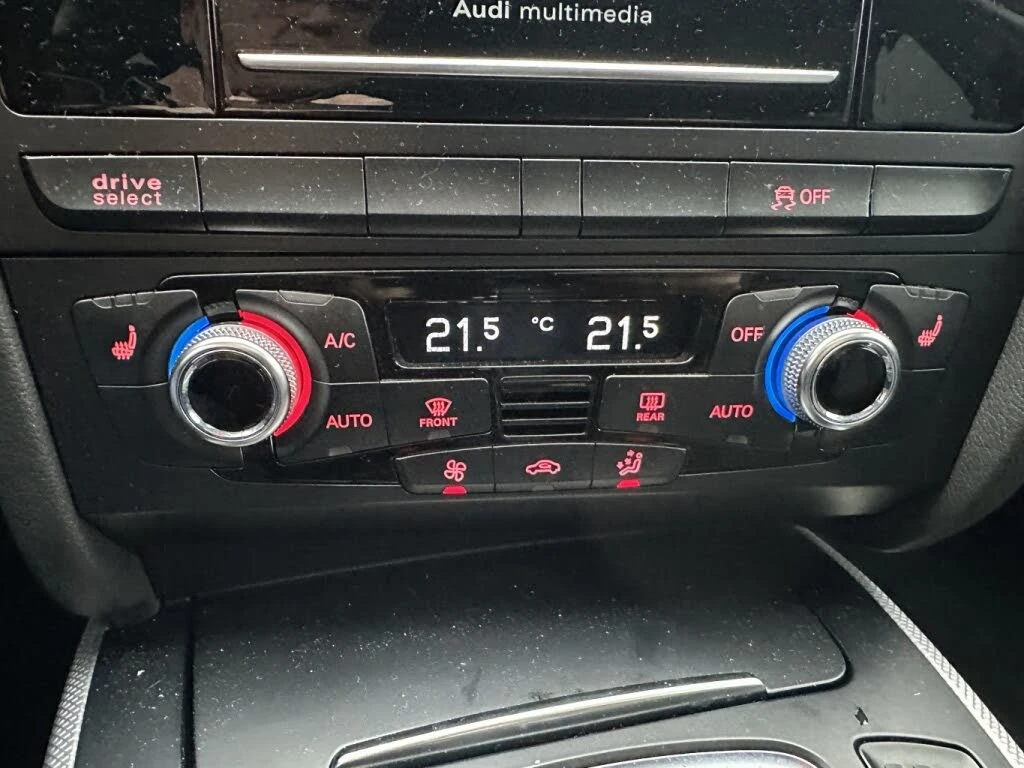 Audi multimedia
drive
select
OFF
A/C
21.5 °C 21.5
OFF
AUTO
FRONT
REAR
AUTO